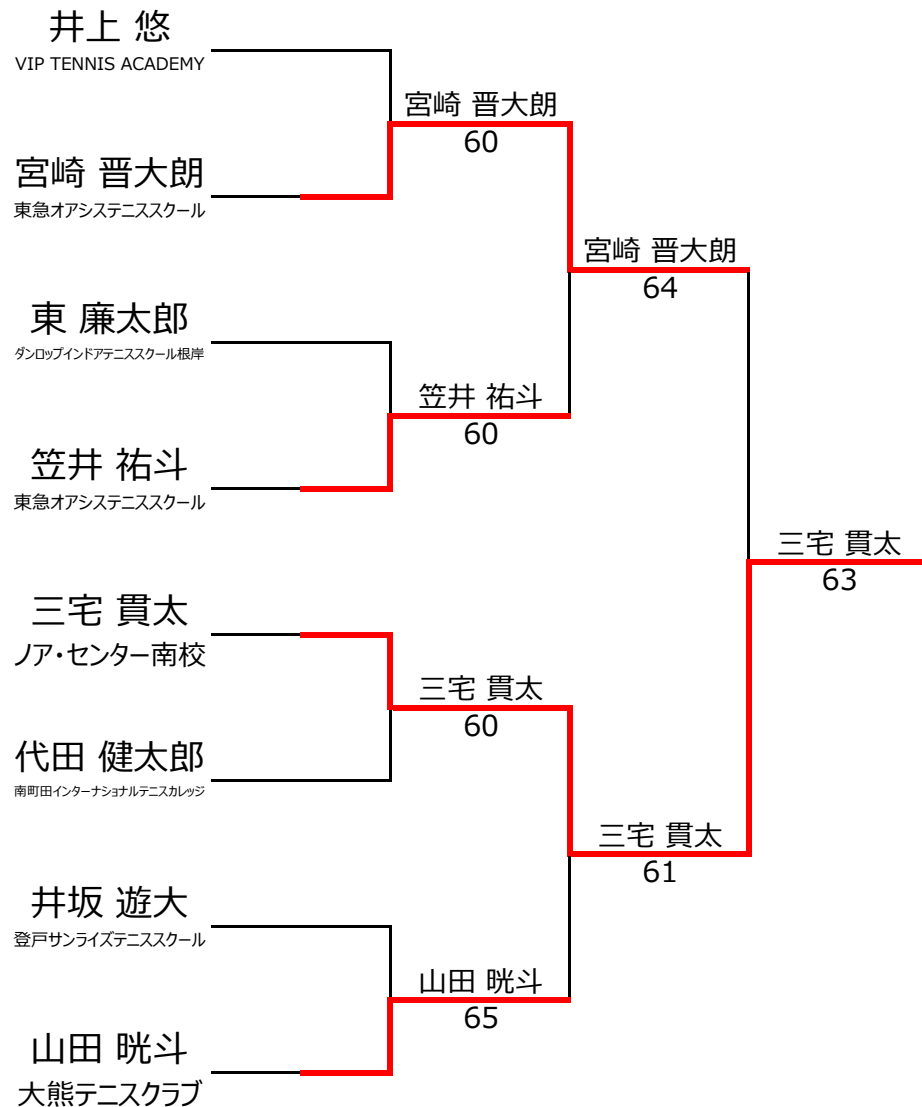 井上 悠
VIP TENNIS ACADEMY
宮崎 晋大朗
60
宮崎 晋大朗
東急オアシステニススクール
宮崎 晋大朗
64
東 廉太郎
ダンロップインドアテニススクール根岸
笠井 祐斗
60
笠井 祐斗
東急オアシステニススクール
三宅 貫太
63
三宅 貫太
ノア・センター南校
三宅 貫太
60
代田 健太郎
南町田インターナショナルテニスカレッジ
三宅 貫太
61
井坂 遊大
登戸サンライズテニススクール
山田 晄斗
65
山田 晄斗
大熊テニスクラブ